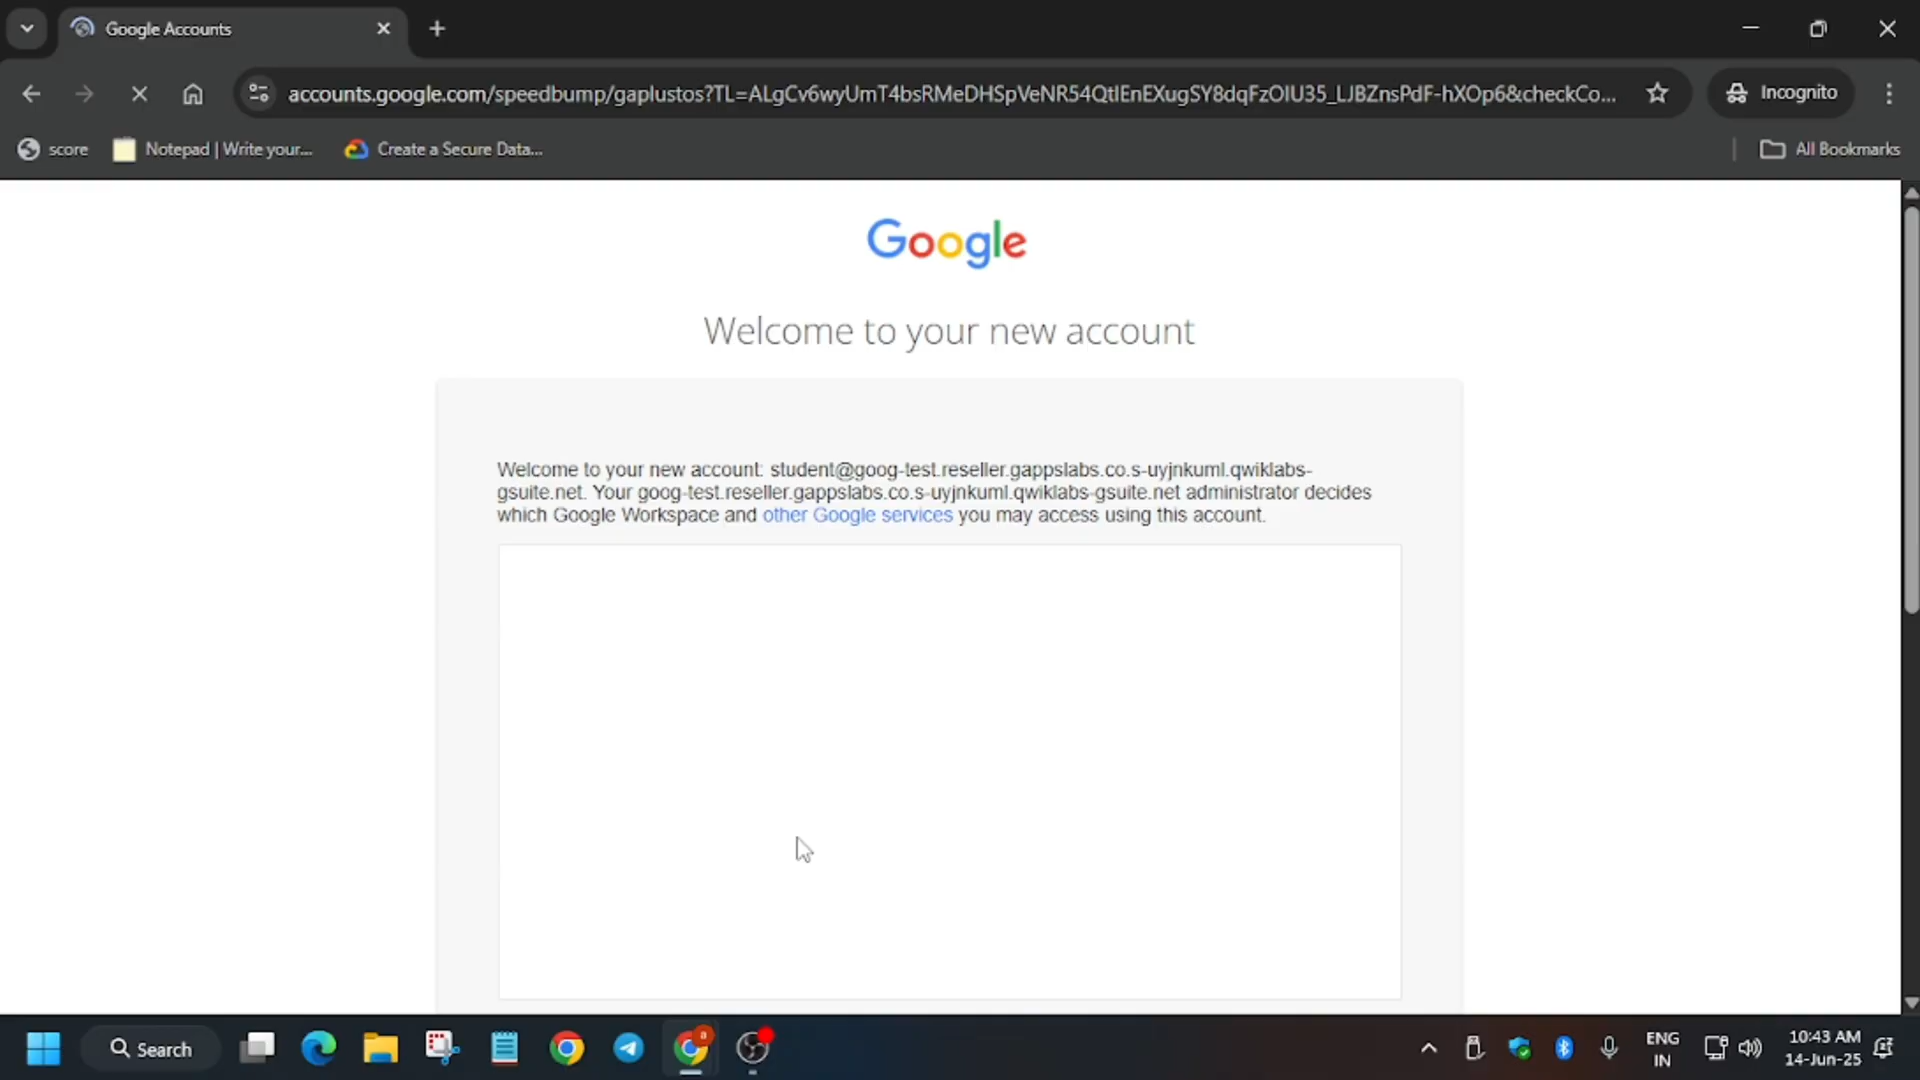 Google Accounts
accounts.google.com/speedbump/gaplustos?TL=ALgCv6wyUmT4bsRMeDHSpVeNR54QtlEnEXugSY8dqFzOlU35_LJBZnsPdF-hXOp6&checkCo...
Incognito
score
Notepad | Write your...
Create a Secure Data...
All Bookmarks
Google
Welcome to your new account
Welcome to your new account: student@goog-test.reseller.gappslabs.co.s-uyjnkuml.qwiklabs-
gsuite.net. Your goog-test.reseller.gappslabs.co.s-uyjnkuml.qwiklabs-gsuite.net administrator decides
which Google Workspace and other Google services you may access using this account.
Search
ENG
IN
10:43 AM
14-Jun-25